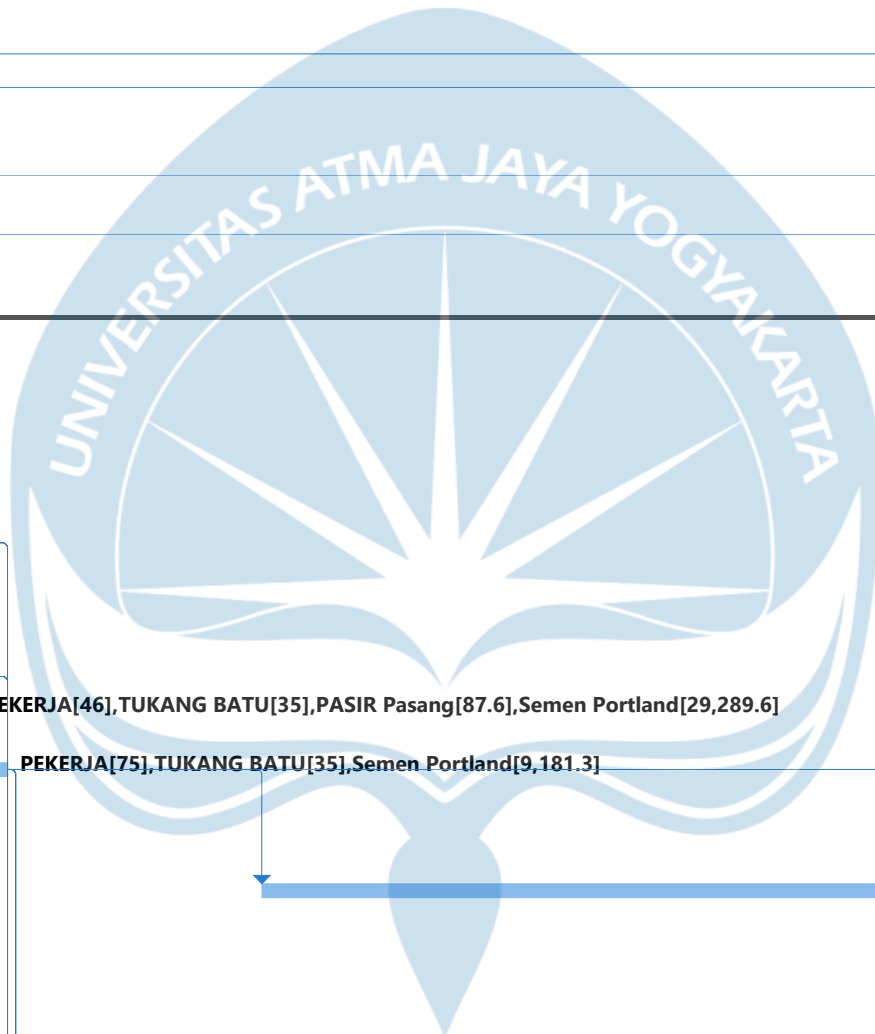 UNIVERSITAS ATMA JAYA YOGYAKARTA
EKERJA[46],TUKANG BATU[35],PASIR Pasang[87.6],Semen Portland[29,289.6]
PEKERJA[75],TUKANG BATU[35],Semen Portland[9,181.3]